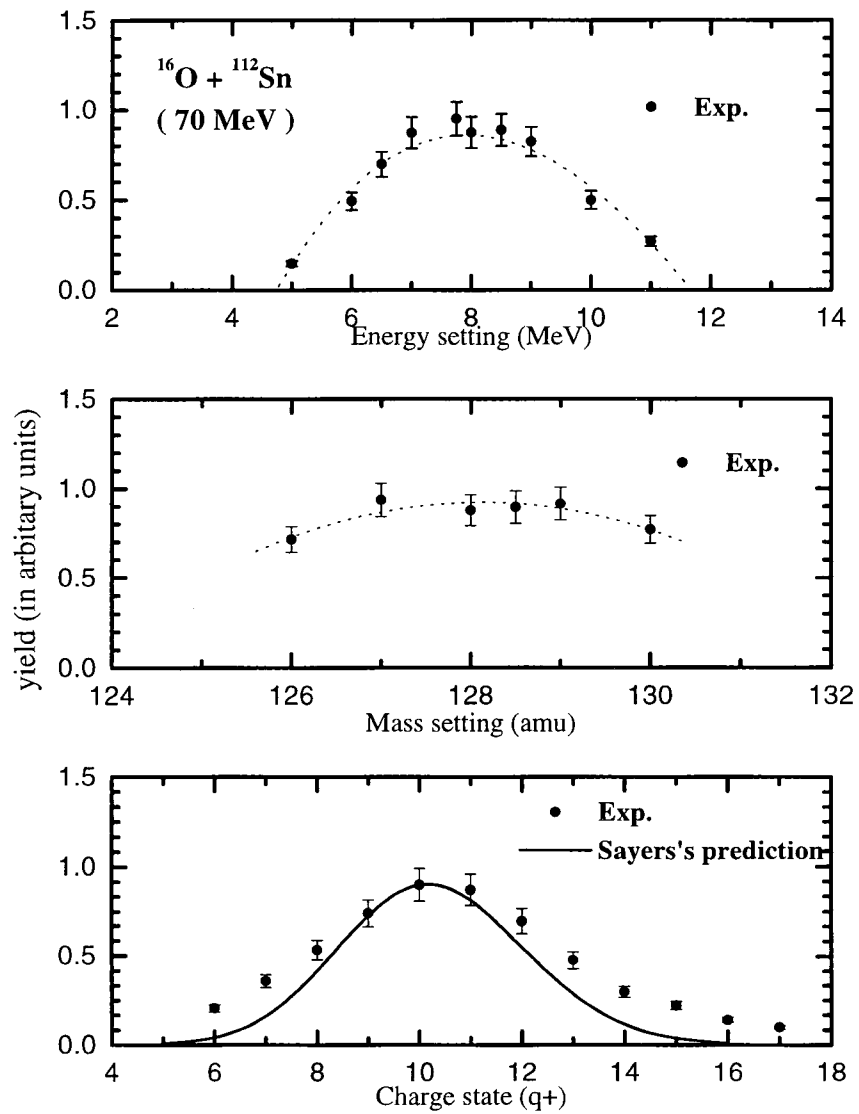 1.5
1.0
0.5
0.0
¹⁶O + ¹¹²Sn
( 70 MeV )
Exp.
2 4 6 8 10 12 14
Energy setting (MeV)
yield (in arbitary units)
1.5
1.0
0.5
0.0
Exp.
124 126 128 130 132
Mass setting (amu)
1.5
1.0
0.5
0.0
Exp.
Sayers's prediction
4 6 8 10 12 14 16 18
Charge state (q+)